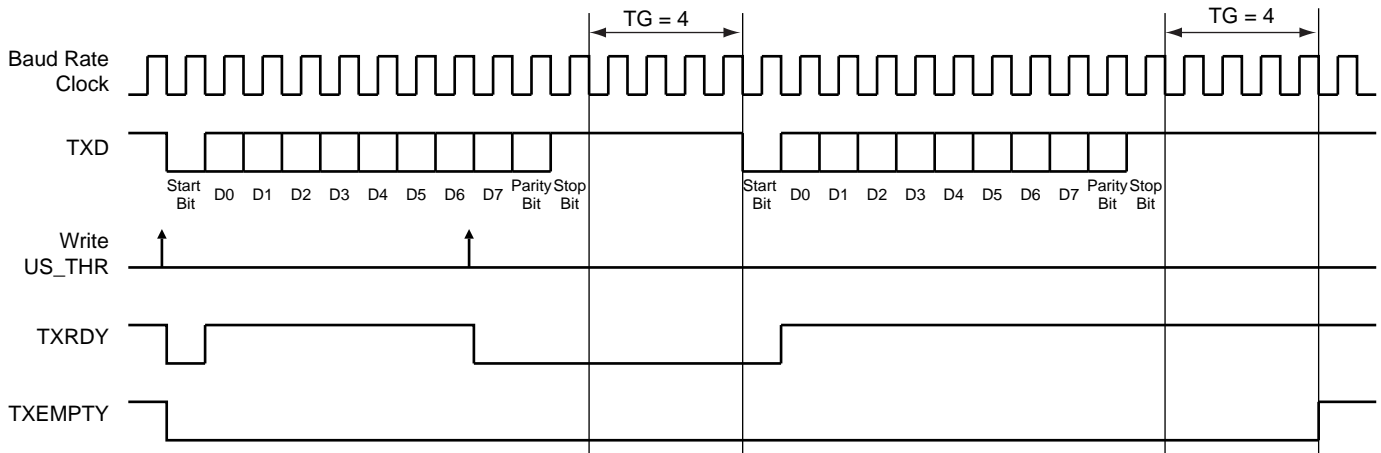 TG = 4
TG = 4
Baud Rate
Clock
TXD
Start
Bit
D0
D1
D2
D3
D4
D5
D6
D7
Parity
Bit
Stop
Bit
Start
Bit
D0
D1
D2
D3
D4
D5
D6
D7
Parity
Bit
Stop
Bit
Write
US_THR
TXRDY
TXEMPTY